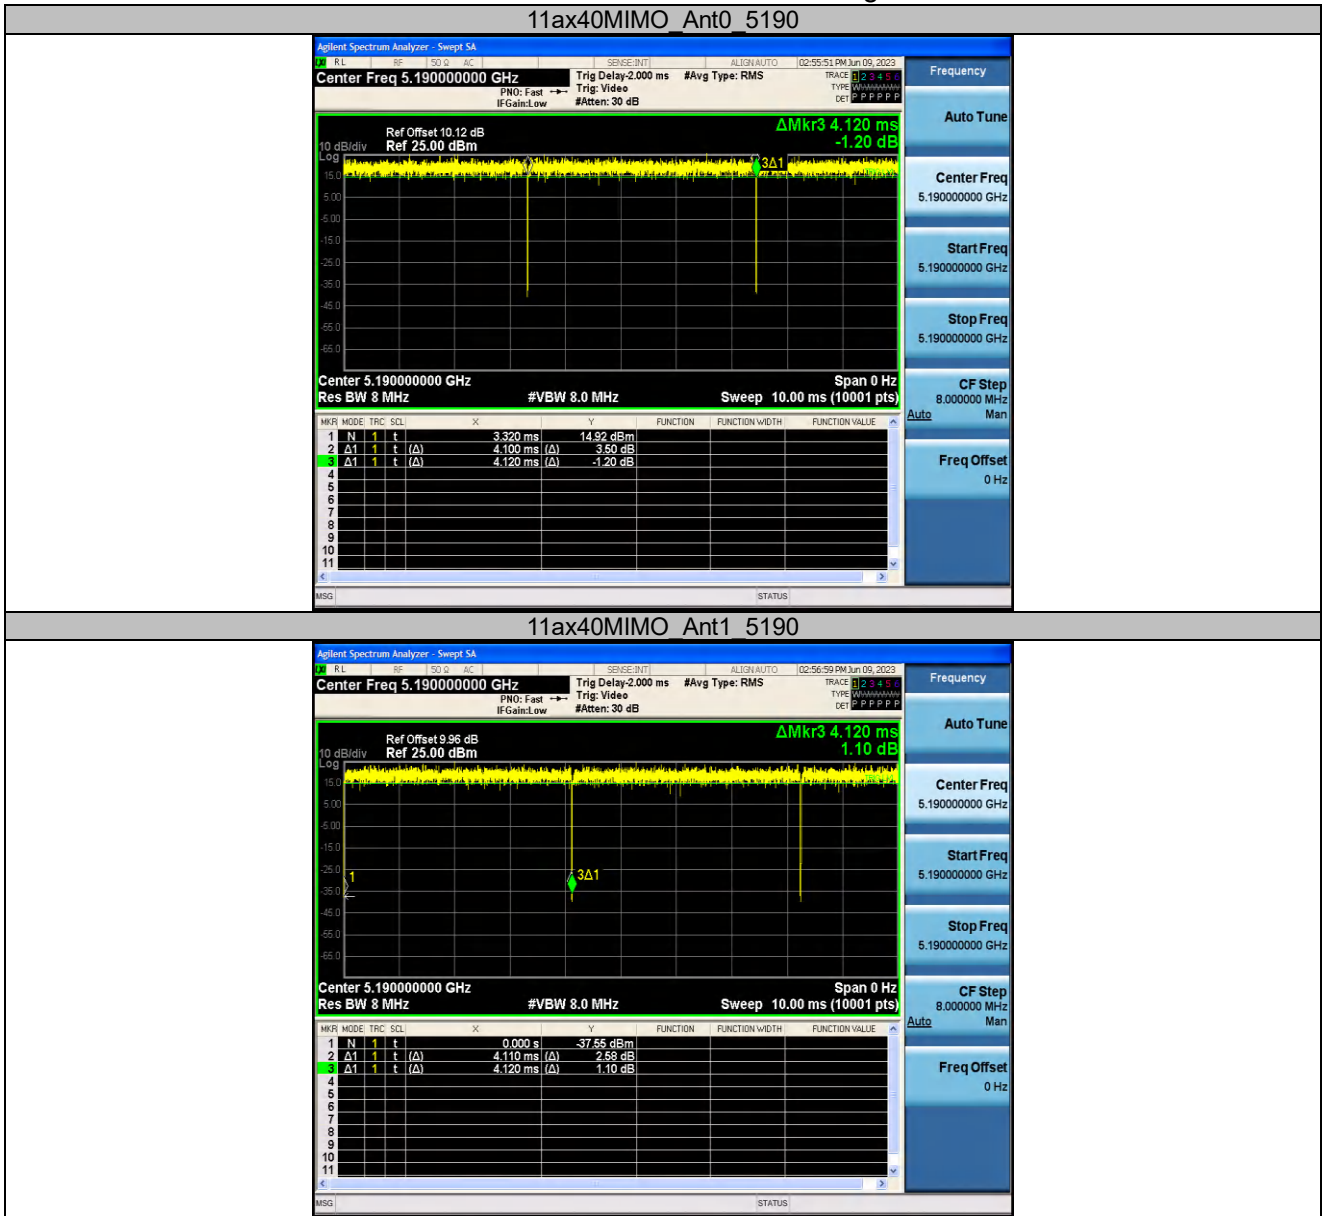 11ax40MIMO_Ant0_5190
Agilent Spectrum Analyzer - Swept SA
RL RF 50 Ω AC SENSE:INT ALIGN AUTO 02:55:51 PM Jun 09, 2023
Center Freq 5.190000000 GHz Trig Delay-2.000 ms #Avg Type: RMS TRACE 1 2 3 4 5 6
PNO: Fast Trig: Video TYPE
IFGain:Low #Atten: 30 dB DET P P P P P P
Frequency
Auto Tune
Center Freq
5.190000000 GHz
Start Freq
5.190000000 GHz
Stop Freq
5.190000000 GHz
CF Step
8.000000 MHz
Auto Man
Freq Offset
0 Hz
ΔMkr3 4.120 ms
-1.20 dB
Ref Offset 10.12 dB
10 dB/div Ref 25.00 dBm
Log
3Δ1
15.0
5.00
-5.00
-15.0
-25.0
-35.0
-45.0
-55.0
-65.0
Center 5.190000000 GHz Span 0 Hz
Res BW 8 MHz #VBW 8.0 MHz Sweep 10.00 ms (10001 pts)
MKR MODE TRC SCL X Y FUNCTION FUNCTION WIDTH FUNCTION VALUE
1 N 1 t 3.320 ms 14.92 dBm
2 Δ1 1 t (Δ) 4.100 ms (Δ) 3.50 dB
3 Δ1 1 t (Δ) 4.120 ms (Δ) -1.20 dB
4
5
6
7
8
9
10
11
MSG STATUS
11ax40MIMO_Ant1_5190
Agilent Spectrum Analyzer - Swept SA
RL RF 50 Ω AC SENSE:INT ALIGN AUTO 02:56:59 PM Jun 09, 2023
Center Freq 5.190000000 GHz Trig Delay-2.000 ms #Avg Type: RMS TRACE 1 2 3 4 5 6
PNO: Fast Trig: Video TYPE
IFGain:Low #Atten: 30 dB DET P P P P P P
Frequency
Auto Tune
Center Freq
5.190000000 GHz
Start Freq
5.190000000 GHz
Stop Freq
5.190000000 GHz
CF Step
8.000000 MHz
Auto Man
Freq Offset
0 Hz
ΔMkr3 4.120 ms
1.10 dB
Ref Offset 9.96 dB
10 dB/div Ref 25.00 dBm
Log
15.0
5.00
-5.00
-15.0
-25.0
1
3Δ1
-35.0
-45.0
-55.0
-65.0
Center 5.190000000 GHz Span 0 Hz
Res BW 8 MHz #VBW 8.0 MHz Sweep 10.00 ms (10001 pts)
MKR MODE TRC SCL X Y FUNCTION FUNCTION WIDTH FUNCTION VALUE
1 N 1 t 0.000 s -37.55 dBm
2 Δ1 1 t (Δ) 4.110 ms (Δ) 2.58 dB
3 Δ1 1 t (Δ) 4.120 ms (Δ) 1.10 dB
4
5
6
7
8
9
10
11
MSG STATUS